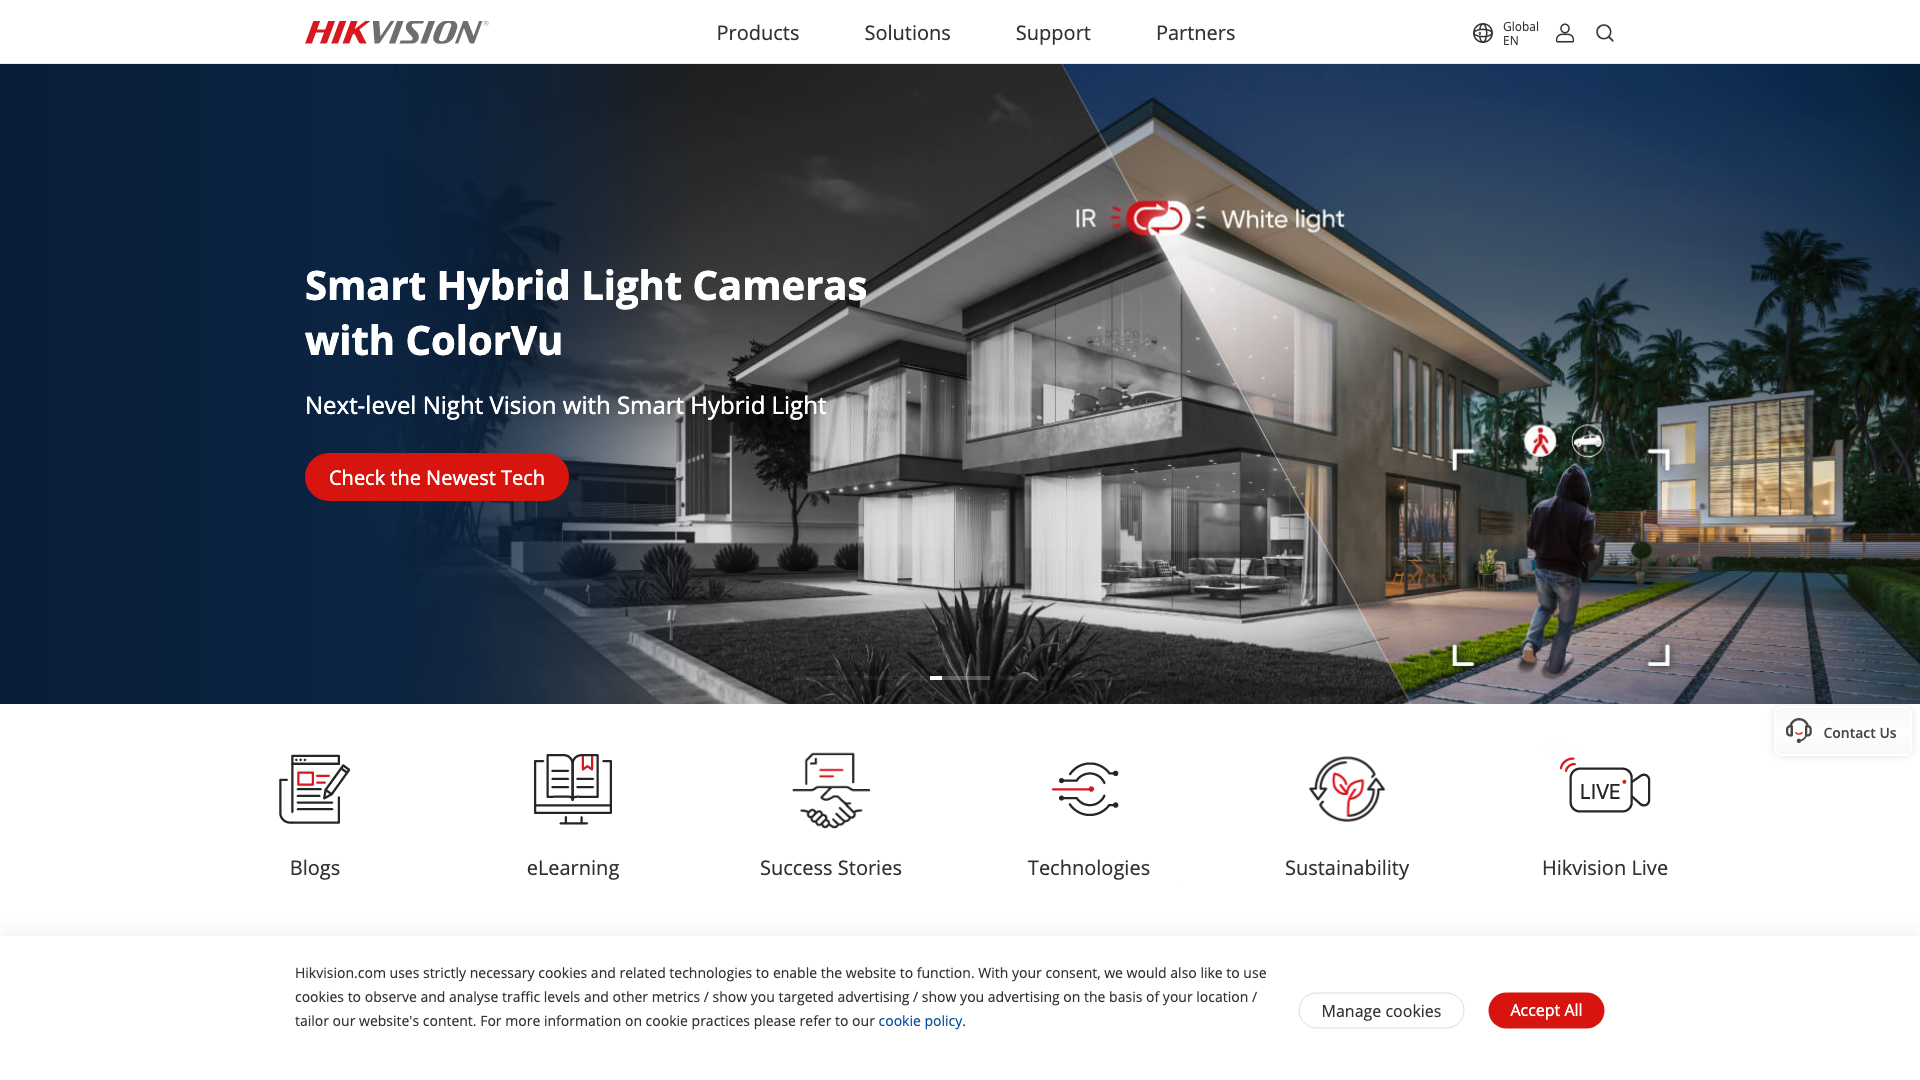 HIKVISION®
Products
Solutions
Support
Partners
Global
EN
IR
White light
Smart Hybrid Light Cameras
with ColorVu
Next-level Night Vision with Smart Hybrid Light
Check the Newest Tech
Contact Us
LIVE
Blogs
eLearning
Success Stories
Technologies
Sustainability
Hikvision Live
Hikvision.com uses strictly necessary cookies and related technologies to enable the website to function. With your consent, we would also like to use
cookies to observe and analyse traffic levels and other metrics / show you targeted advertising / show you advertising on the basis of your location /
tailor our website's content. For more information on cookie practices please refer to our cookie policy.
Manage cookies
Accept All